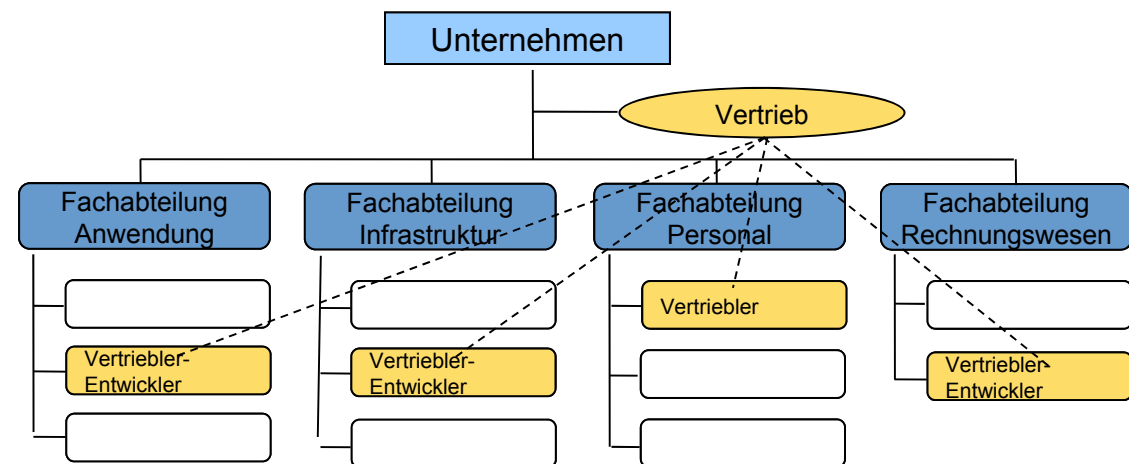 Unternehmen
Vertrieb
Fachabteilung
Anwendung
Fachabteilung
Infrastruktur
Fachabteilung
Personal
Fachabteilung
Rechnungswesen
Vertriebler
Vertriebler-
Entwickler
Vertriebler-
Entwickler
Vertriebler-
Entwickler